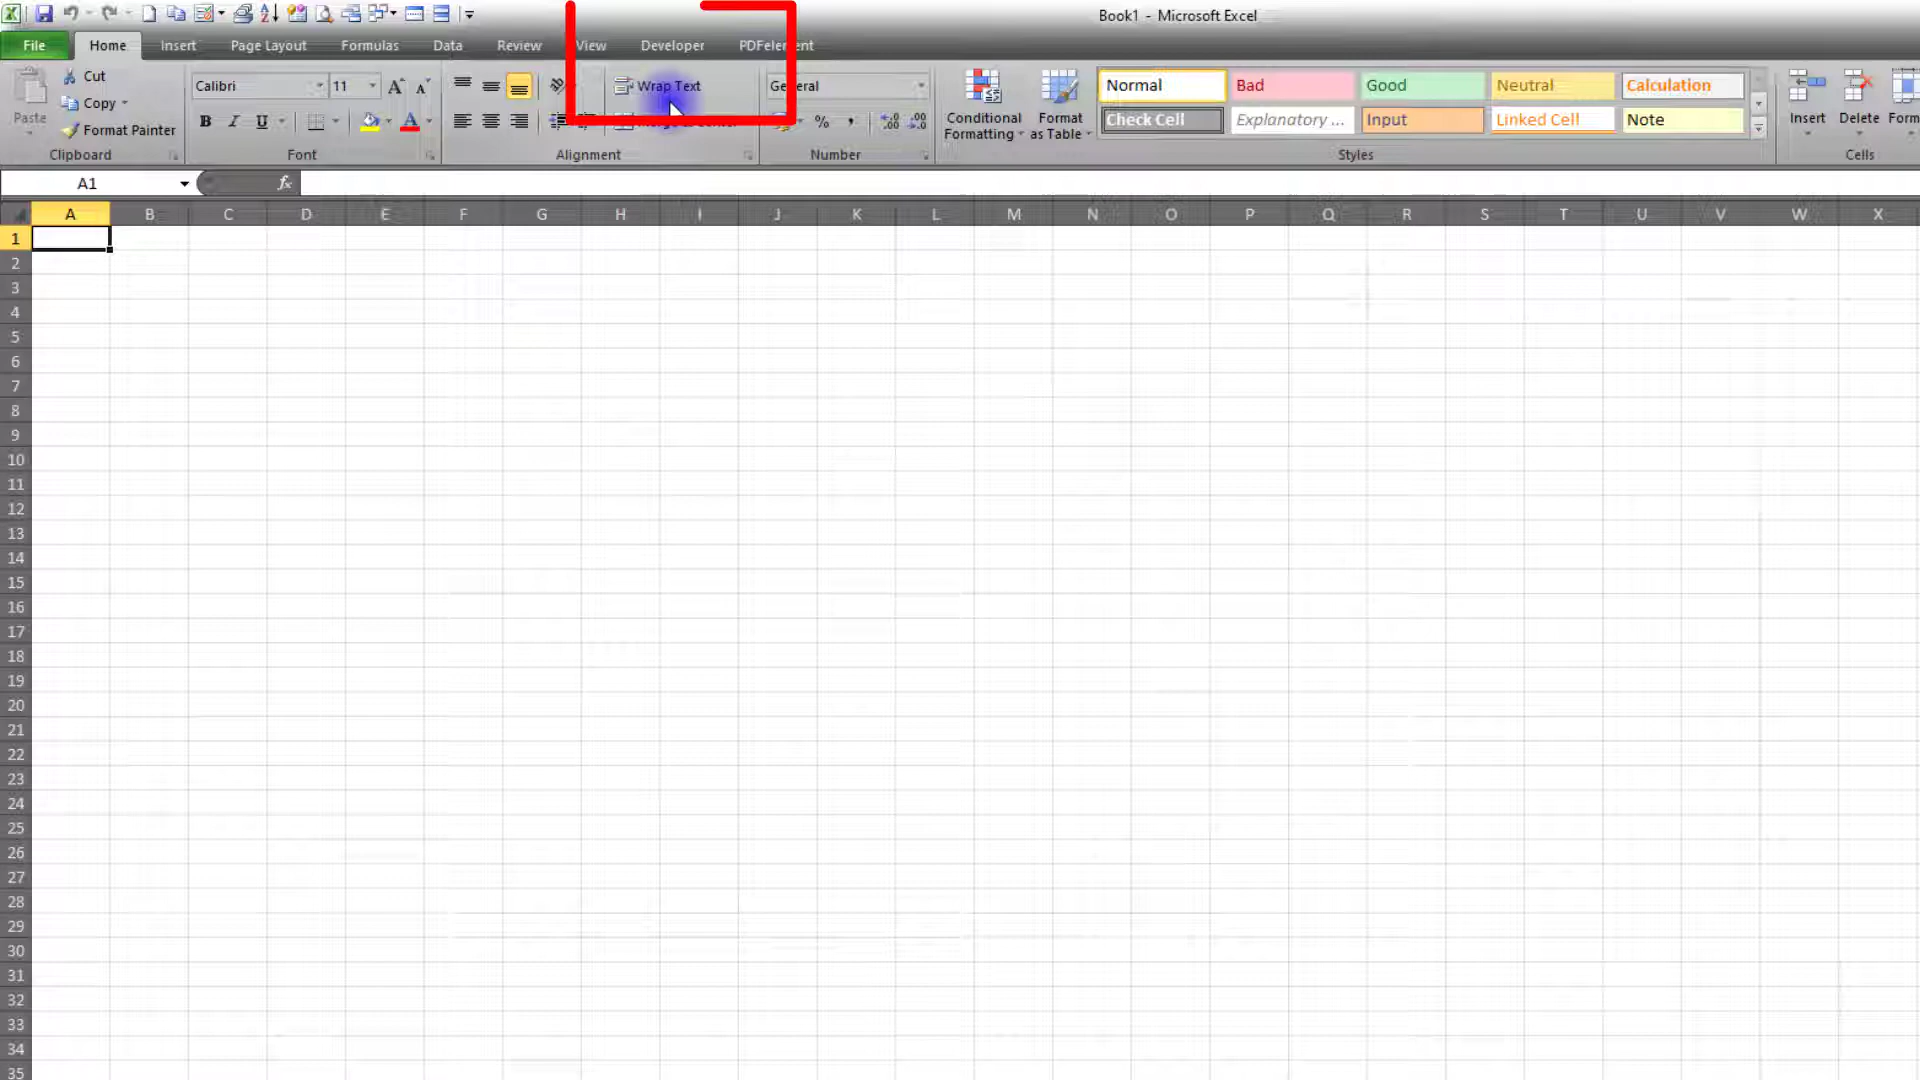 Book1 - Microsoft Excel
File Home Insert Page Layout Formulas Data Review View Developer PDFelement
Cut
Copy
Format Painter
Paste
Clipboard
Calibri 11
B I U A
Font
Wrap Text
Alignment
General
% ,
Number
Conditional Formatting
Format as Table
Normal Bad Good Neutral Calculation
Check Cell Explanatory ... Input Linked Cell Note
Styles
Insert Delete Form
Cells
A1 fx
A B C D E F G H I J K L M N O P Q R S T U V W X
1
2
3
4
5
6
7
8
9
10
11
12
13
14
15
16
17
18
19
20
21
22
23
24
25
26
27
28
29
30
31
32
33
34
35